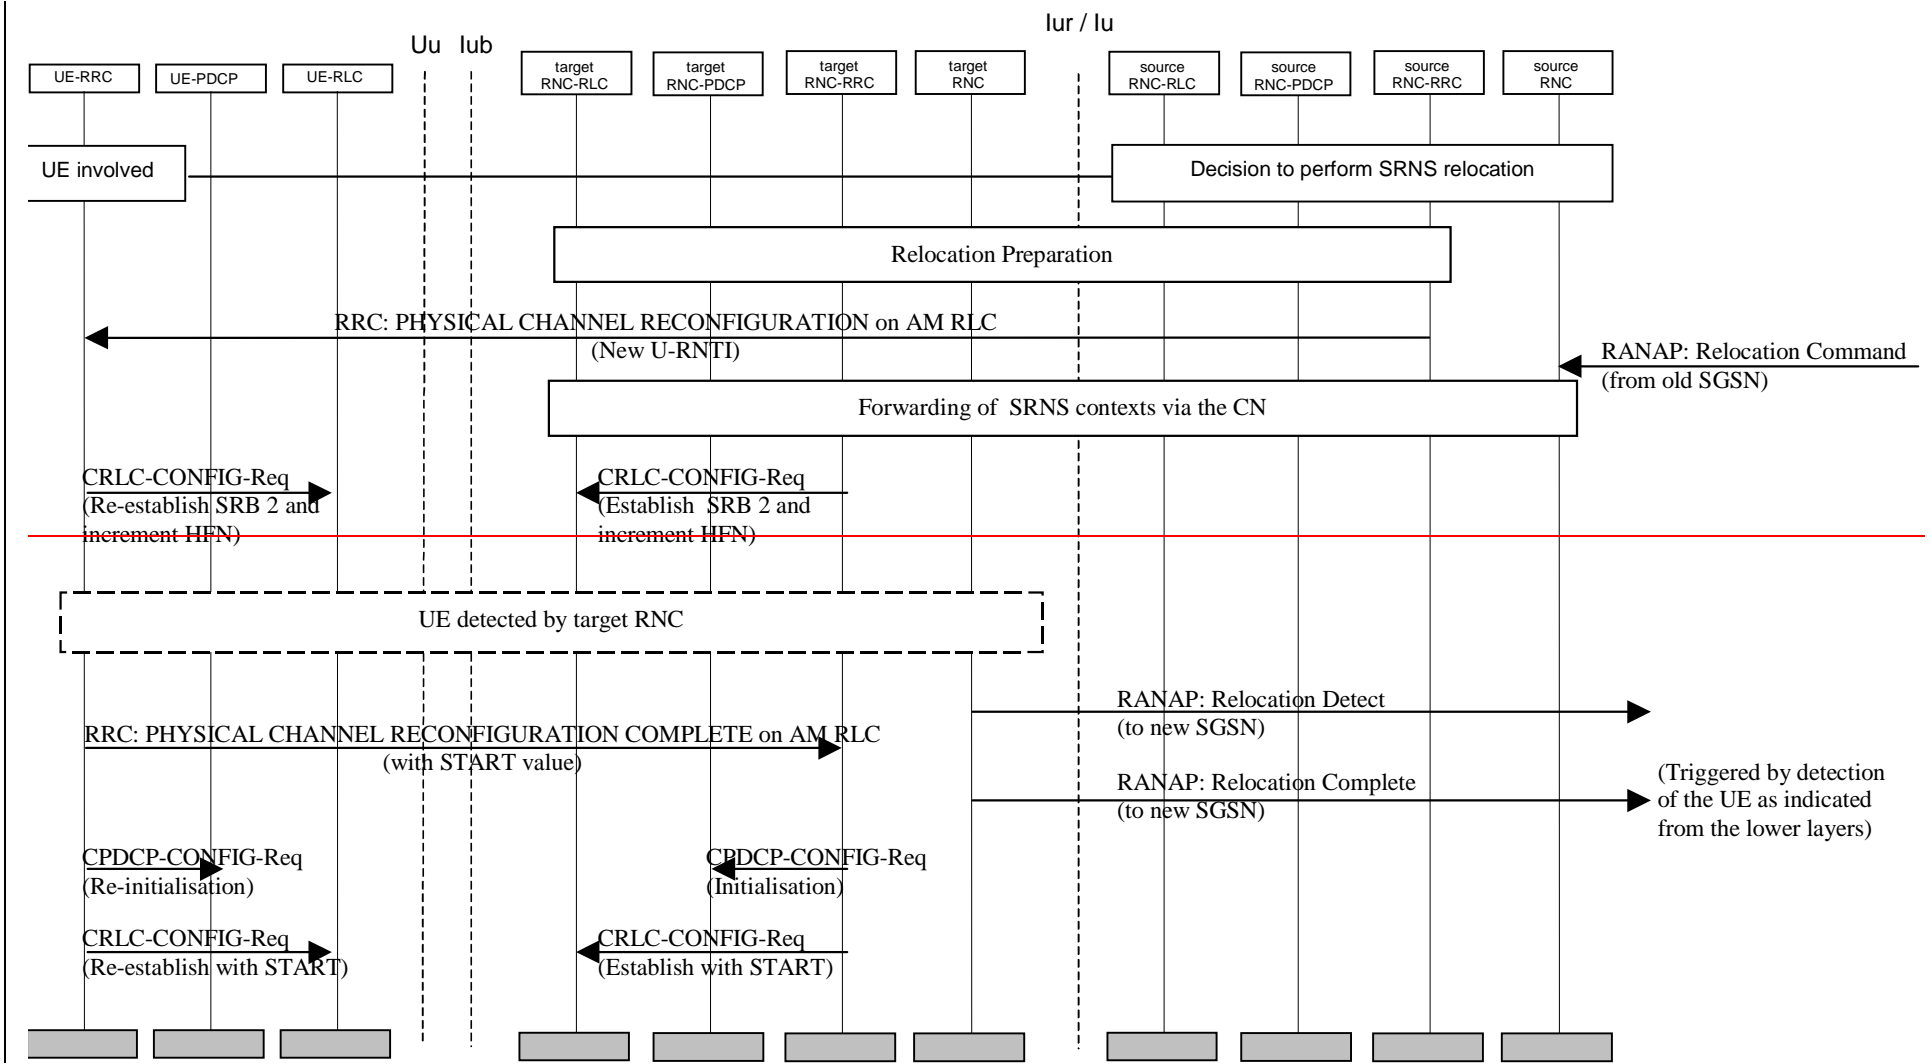 Iur / Iu
Uu Iub
UE-RRC
UE-PDCP
UE-RLC
target
RNC-RLC
target
RNC-PDCP
target
RNC-RRC
target
RNC
source
RNC-RLC
source
RNC-PDCP
source
RNC-RRC
source
RNC
UE involved
Decision to perform SRNS relocation
Relocation Preparation
RRC: PHYSICAL CHANNEL RECONFIGURATION on AM RLC
(New U-RNTI)
RANAP: Relocation Command
(from old SGSN)
Forwarding of SRNS contexts via the CN
CRLC-CONFIG-Req
(Re-establish SRB 2 and
increment HFN)
CRLC-CONFIG-Req
(Establish SRB 2 and
increment HFN)
UE detected by target RNC
RANAP: Relocation Detect
(to new SGSN)
RRC: PHYSICAL CHANNEL RECONFIGURATION COMPLETE on AM RLC
(with START value)
RANAP: Relocation Complete
(to new SGSN)
(Triggered by detection
of the UE as indicated
from the lower layers)
CPDCP-CONFIG-Req
(Re-initialisation)
CPDCP-CONFIG-Req
(Initialisation)
CRLC-CONFIG-Req
(Re-establish with START)
CRLC-CONFIG-Req
(Establish with START)